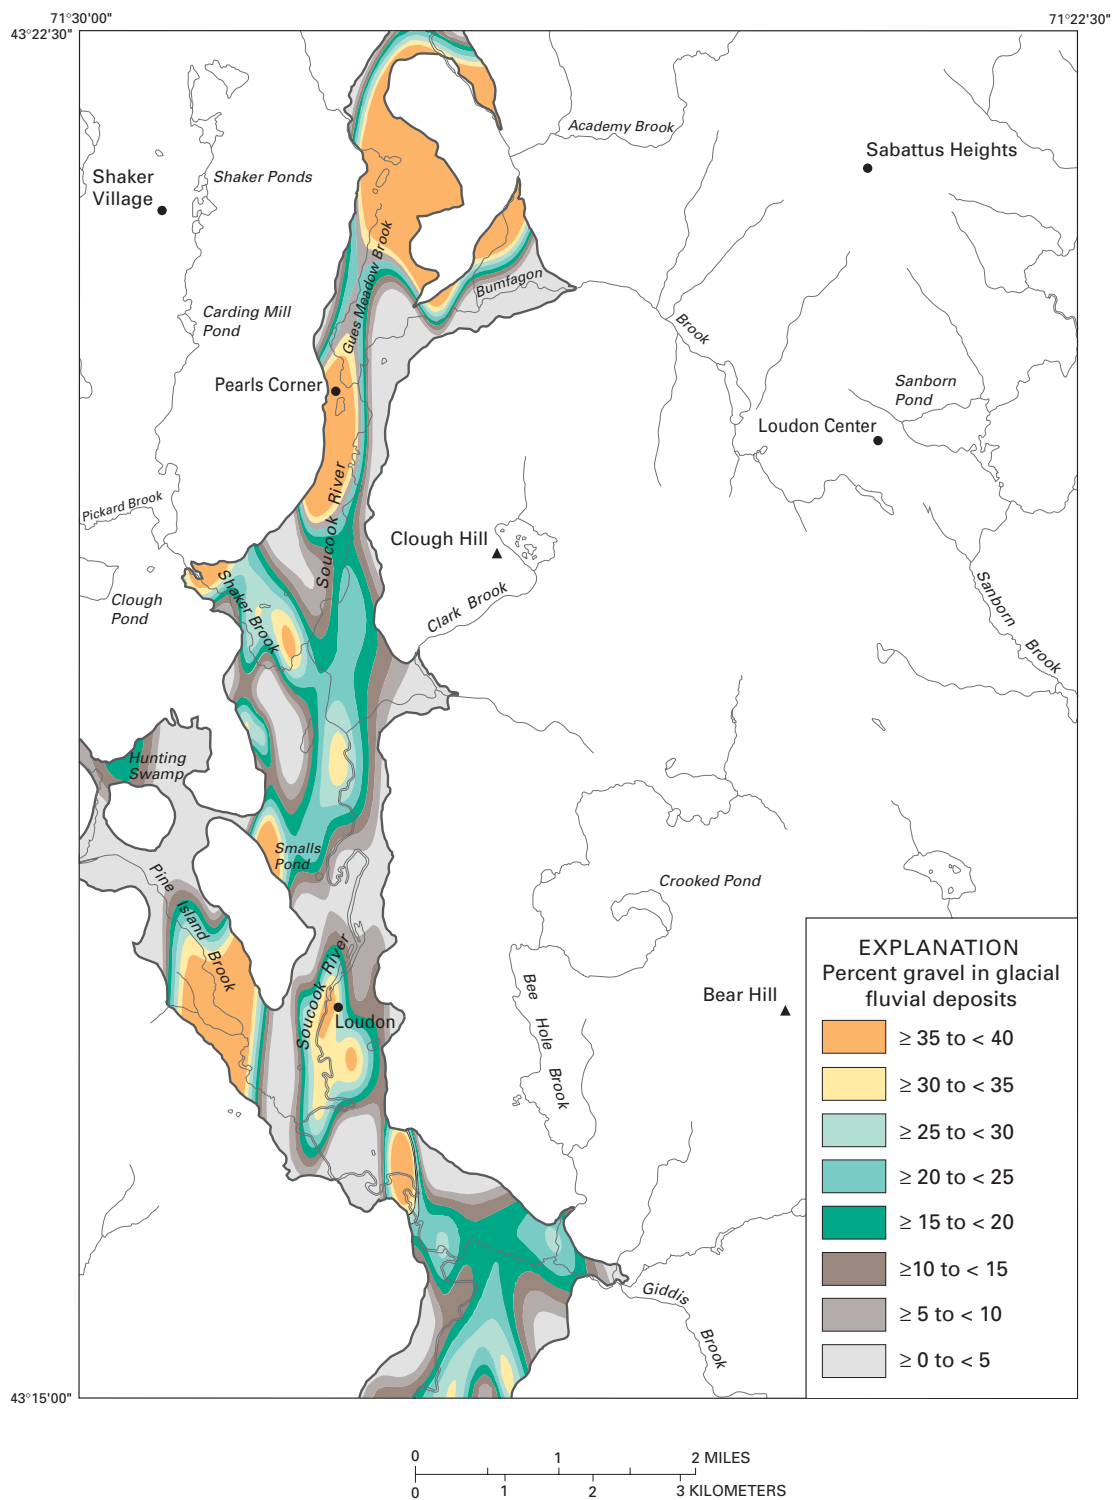 71°30'00"
71°22'30"
43°22'30"
Academy Brook
Sabattus Heights
Shaker
Village
Shaker Ponds
Gues Meadow Brook
Bumfagon
Brook
Carding Mill
Pond
Pearls Corner
Sanborn
Pond
Loudon Center
Soucook River
Pickard Brook
Clough Hill
Clough
Pond
Shaker Brook
Clark Brook
Sanborn
Brook
Hunting
Swamp
Smalls
Pond
Pine
Island
Brook
Crooked Pond
Soucook River
Loudon
Bee
Hole
Brook
Bear Hill
Giddis
Brook
EXPLANATION
Percent gravel in glacial
fluvial deposits
≥ 35 to < 40
≥ 30 to < 35
≥ 25 to < 30
≥ 20 to < 25
≥ 15 to < 20
≥10 to < 15
≥ 5 to < 10
≥ 0 to < 5
43°15'00"
0 1 2 MILES
0 1 2 3 KILOMETERS